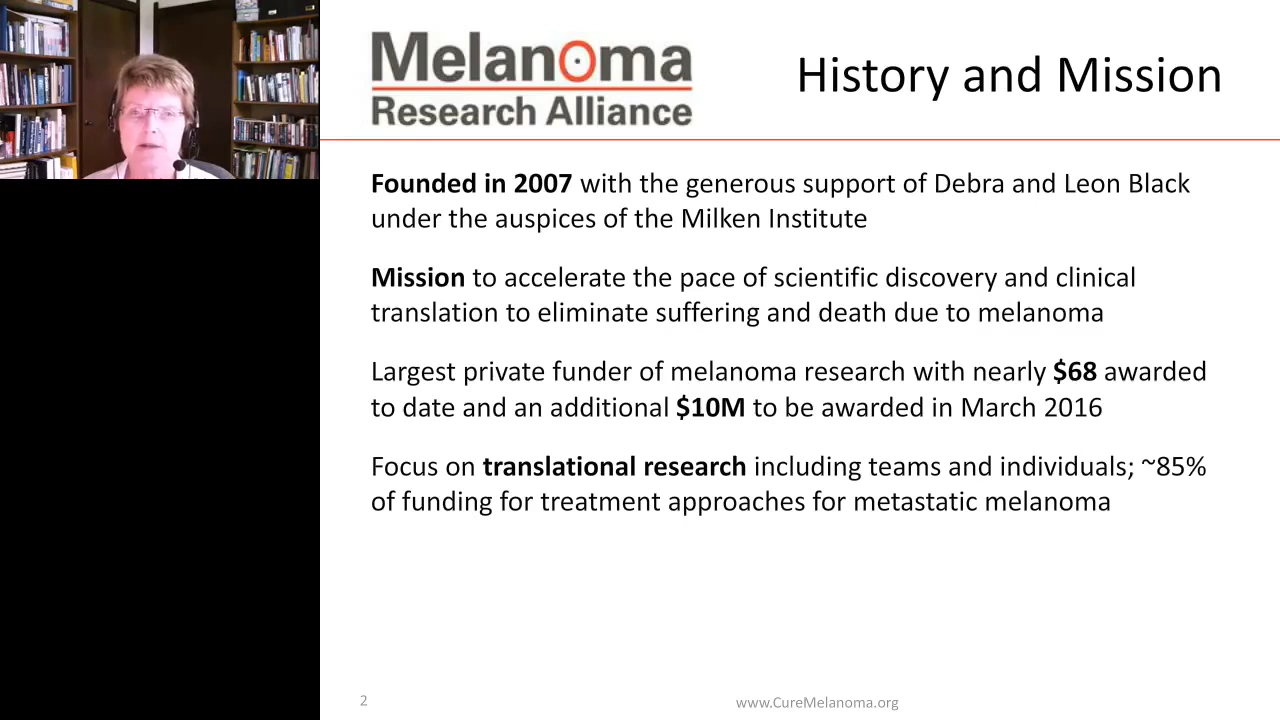 Melanoma
Research Alliance
History and Mission
Founded in 2007 with the generous support of Debra and Leon Black
under the auspices of the Milken Institute
Mission to accelerate the pace of scientific discovery and clinical
translation to eliminate suffering and death due to melanoma
Largest private funder of melanoma research with nearly $68 awarded
to date and an additional $10M to be awarded in March 2016
Focus on translational research including teams and individuals; ~85%
of funding for treatment approaches for metastatic melanoma
2
www.CureMelanoma.org